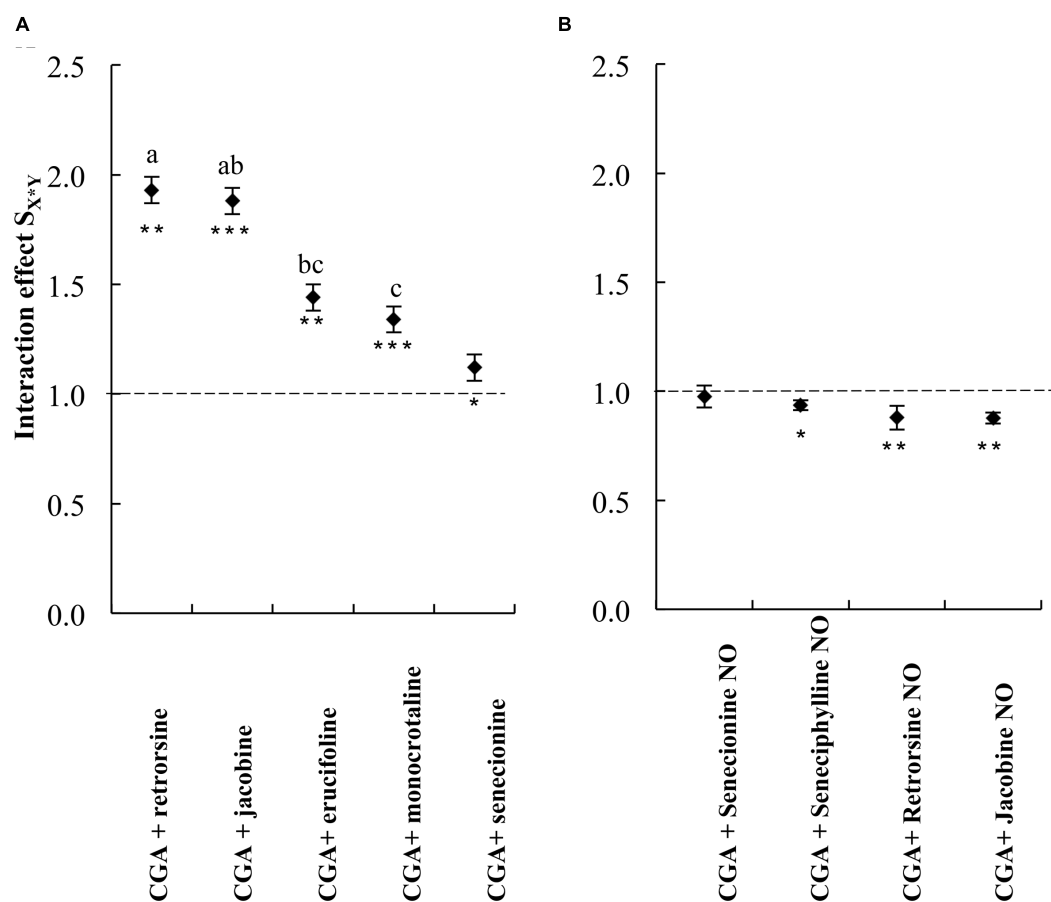 A
2.5
2.0
1.5
1.0
0.5
0.0
Interaction effect S_X*Y
a
**
ab
***
bc
**
c
***
*
CGA + retrorsine
CGA + jacobine
CGA+ erucifoline
CGA + monocrotaline
CGA+ senecionine
B
2.5
2.0
1.5
1.0
0.5
0.0
*
**
**
CGA + Senecionine NO
CGA + Seneciphylline NO
CGA+ Retrorsine NO
CGA+ Jacobine NO